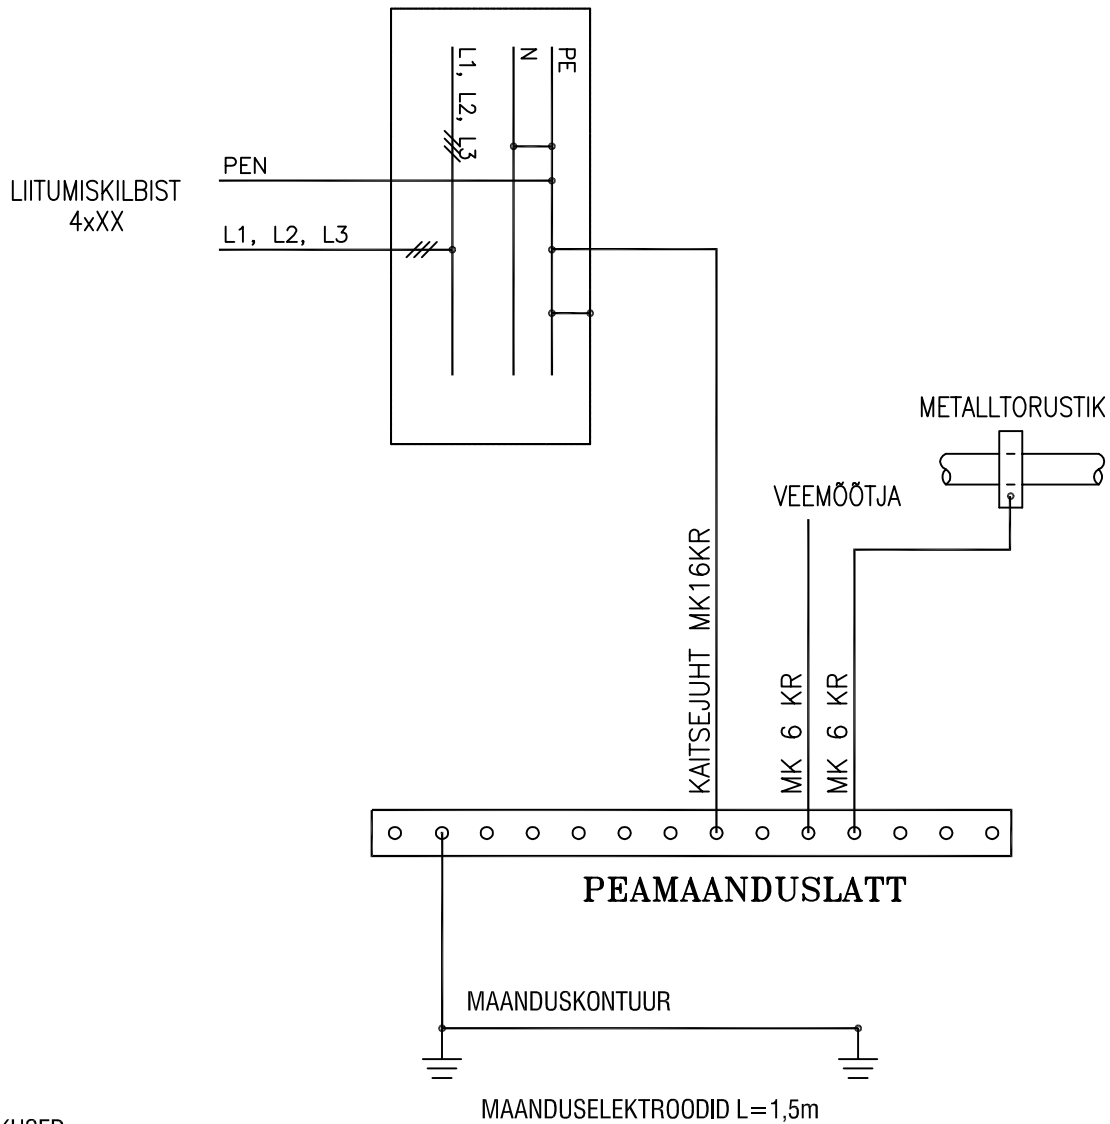 L1, L2, L3
N
PE
PEN
LIITUMISKILBIST
4xXX
L1, L2, L3
METALLTORUSTIK
VEEMÕÕTJA
KAITSEJUHT MK16KR
MK 6 KR
MK 6 KR
PEAMAANDUSLATT
MAANDUSKONTUUR
MAANDUSELEKTROODID L=1,5m